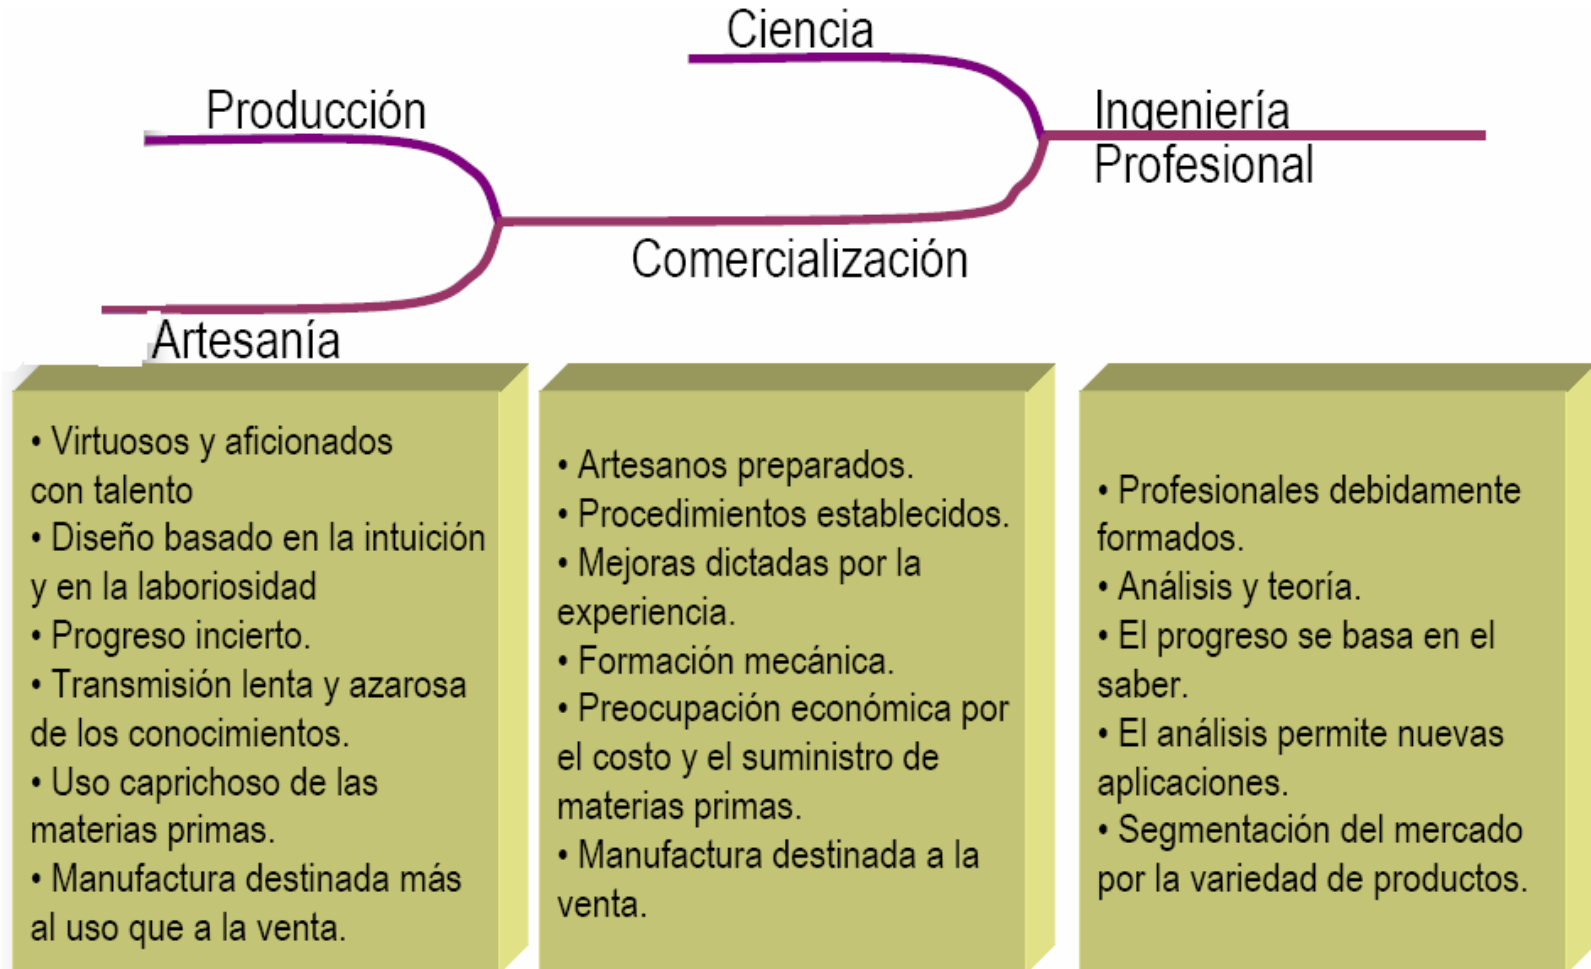 Ciencia
Producción
Ingeniería
Profesional
Comercialización
Artesanía
• Virtuosos y aficionados
con talento
• Diseño basado en la intuición
y en la laboriosidad
• Progreso incierto.
• Transmisión lenta y azarosa
de los conocimientos.
• Uso caprichoso de las
materias primas.
• Manufactura destinada más
al uso que a la venta.
• Artesanos preparados.
• Procedimientos establecidos.
• Mejoras dictadas por la
experiencia.
• Formación mecánica.
• Preocupación económica por
el costo y el suministro de
materias primas.
• Manufactura destinada a la
venta.
• Profesionales debidamente
formados.
• Análisis y teoría.
• El progreso se basa en el
saber.
• El análisis permite nuevas
aplicaciones.
• Segmentación del mercado
por la variedad de productos.